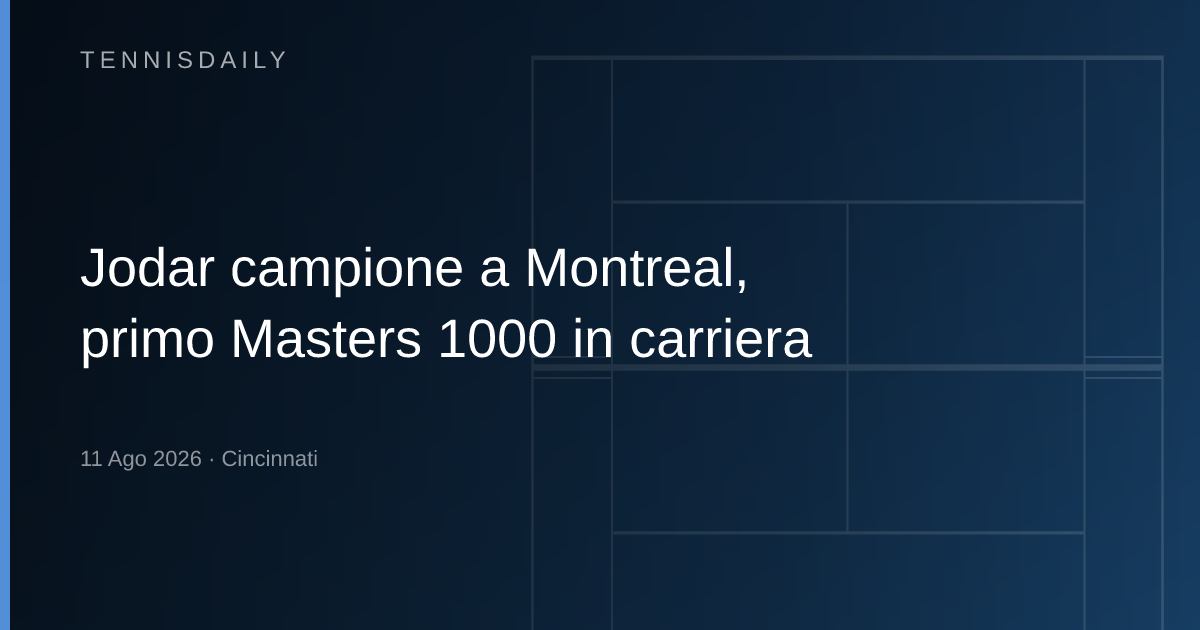 TENNISDAILY
Jodar campione a Montreal,
primo Masters 1000 in carriera
11 Ago 2026 · Cincinnati